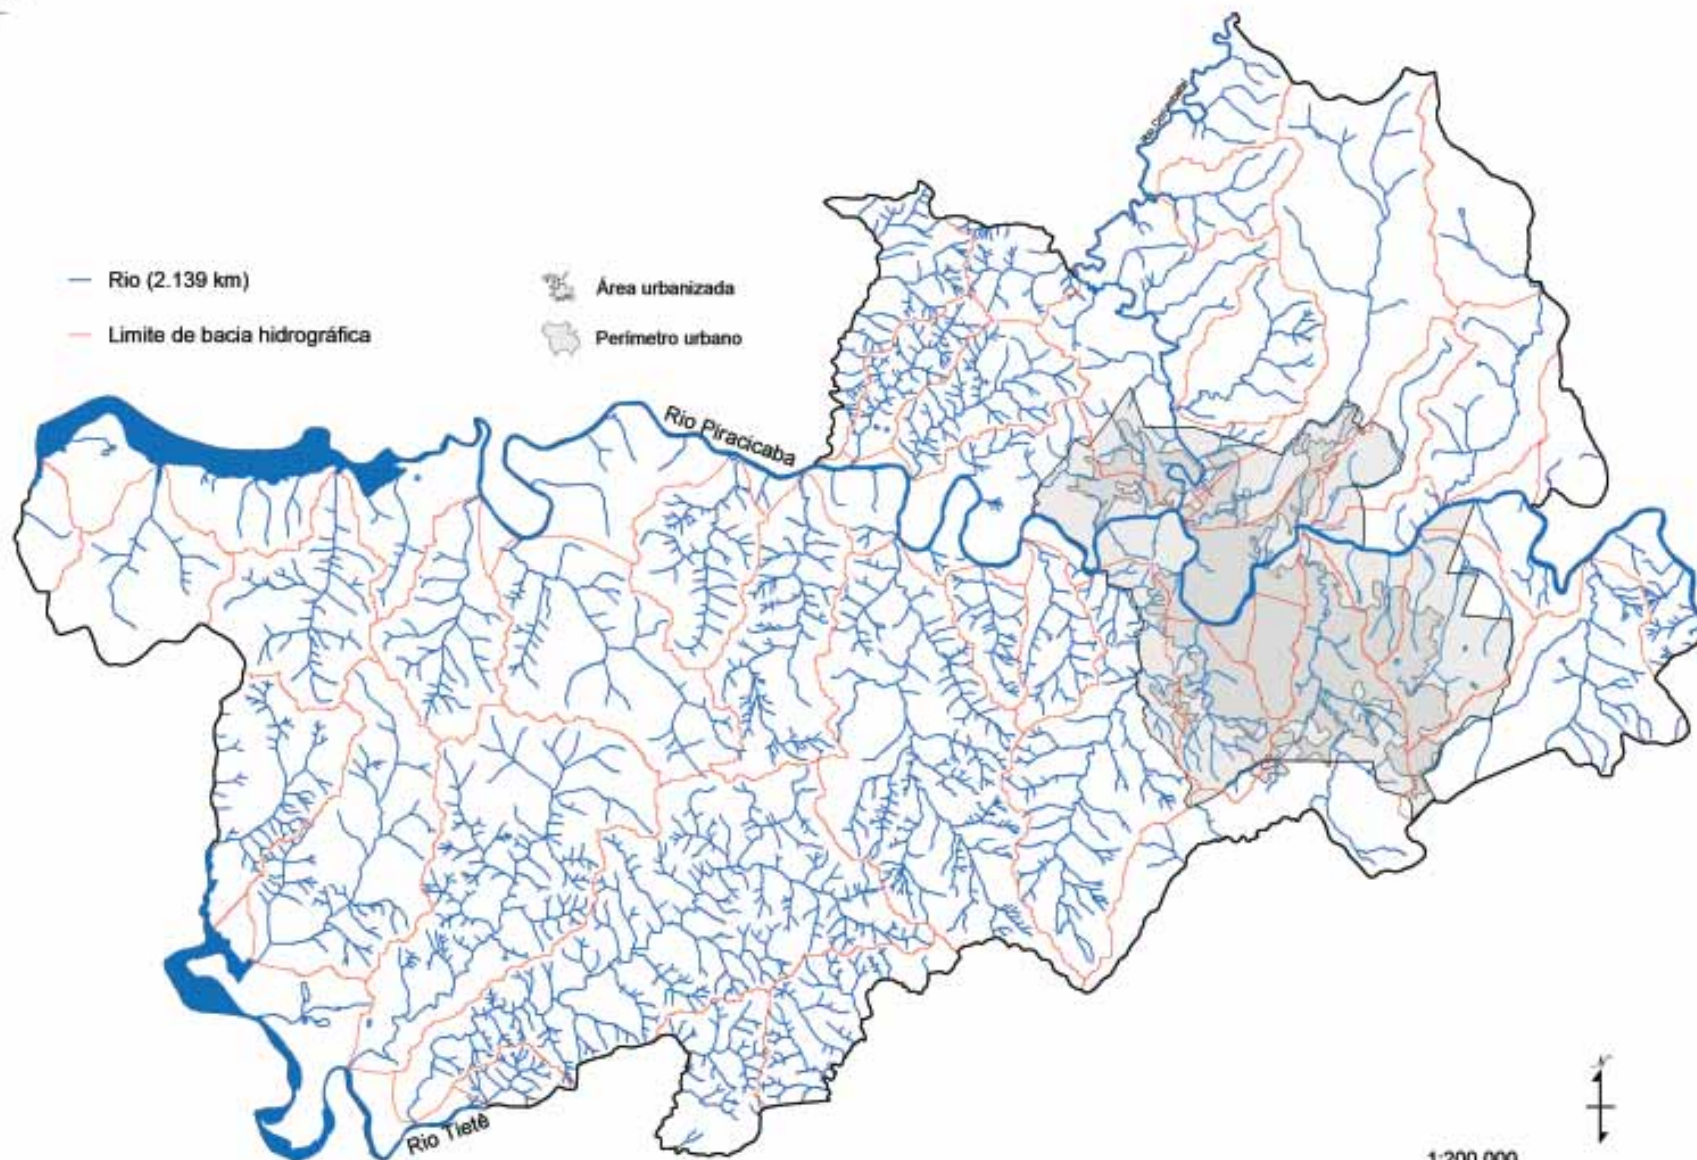 Rio (2.139 km)
Limite de bacia hidrográfica
Área urbanizada
Perímetro urbano
Rio Piracicaba
Rio Tietê
N
1:200.000